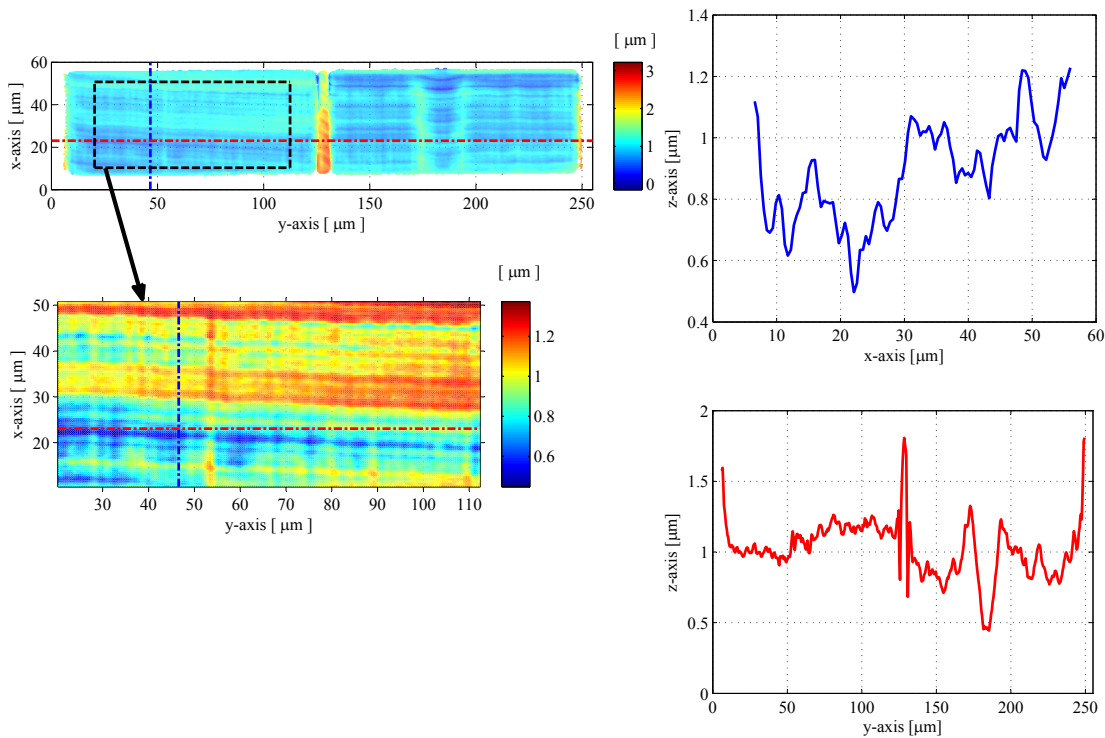 [ μm]
60
40
20
0
x-axis [ μm]
0 50 100 150 200 250
y-axis [ μm]
3
2
1
0
[ μm]
50
40
30
20
x-axis [ μm]
30 40 50 60 70 80 90 100 110
y-axis [ μm]
1.2
1
0.8
0.6
1.4
1.2
1
0.8
0.6
0.4
z-axis [μm]
0 10 20 30 40 50 60
x-axis [μm]
2
1.5
1
0.5
0
z-axis [μm]
0 50 100 150 200 250
y-axis [μm]